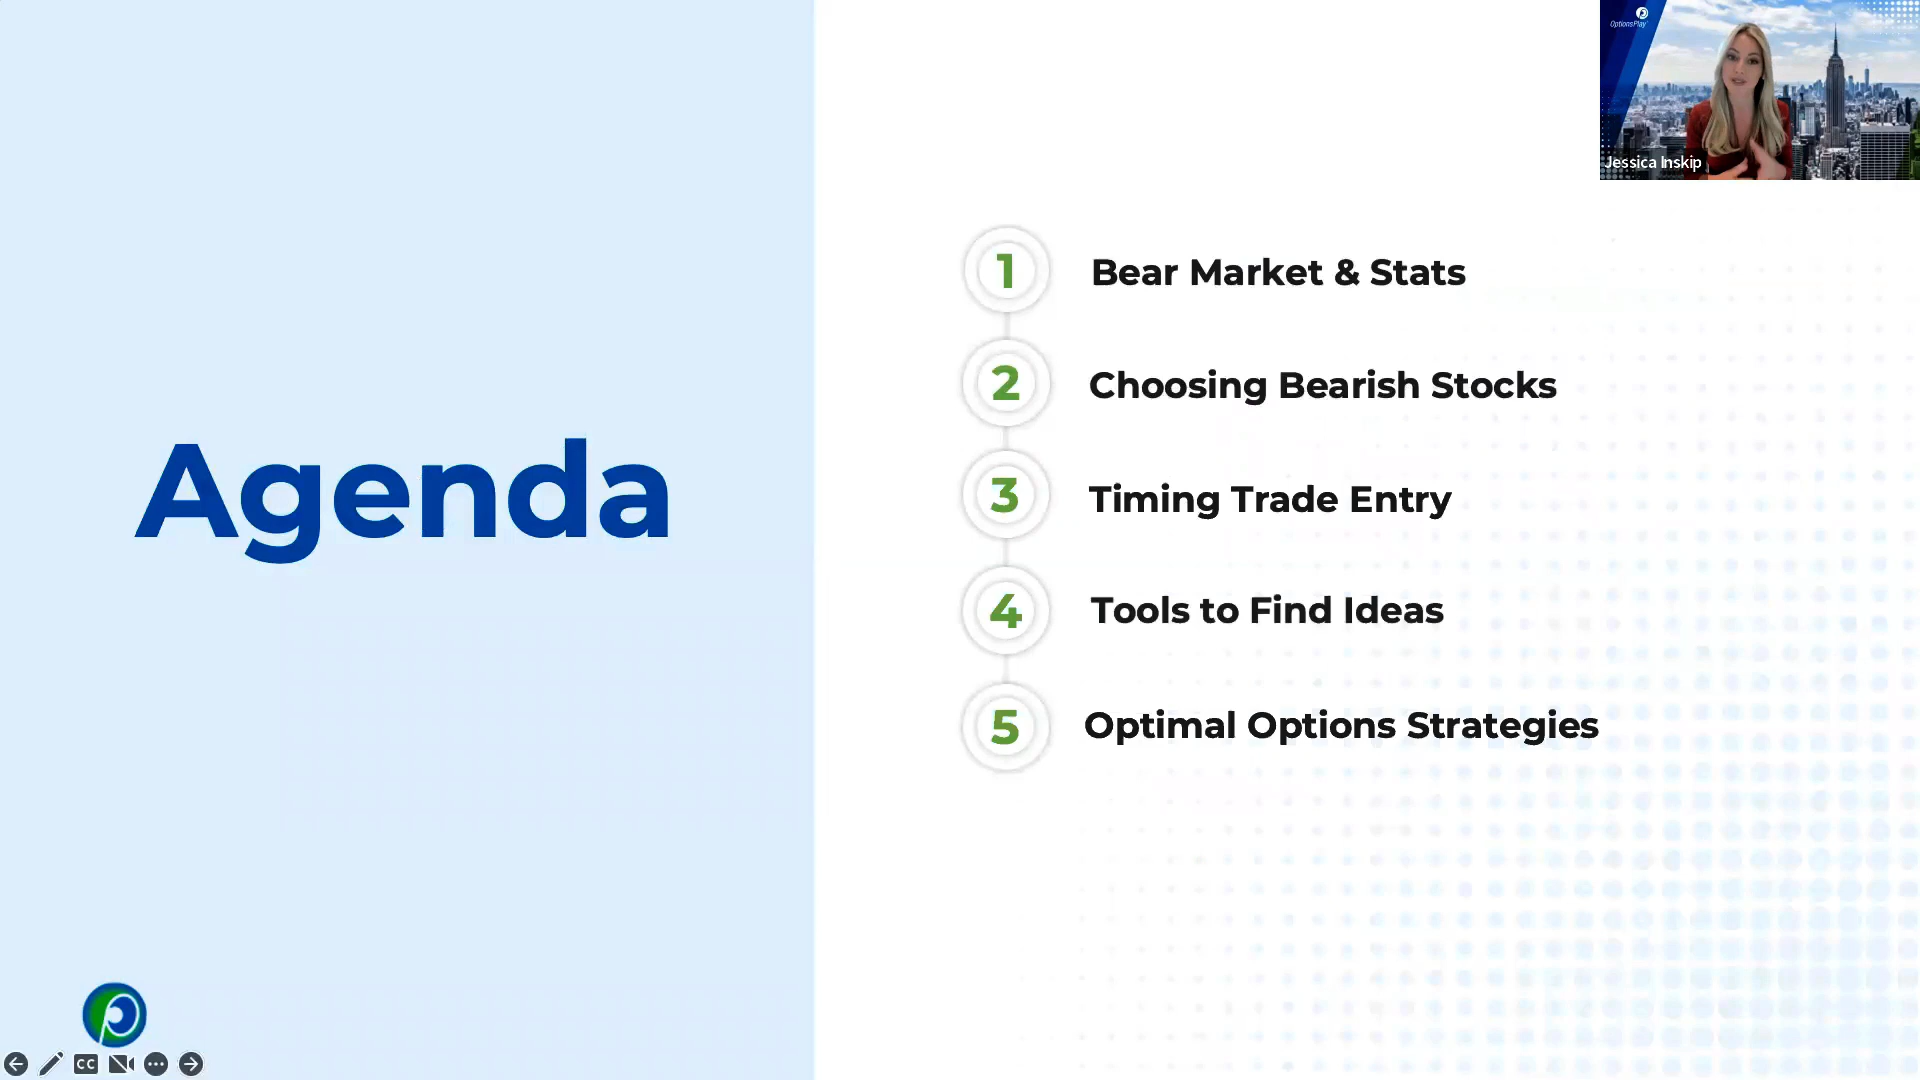 OptionsPlay
Jessica Inskip
Agenda
1 Bear Market & Stats
2 Choosing Bearish Stocks
3 Timing Trade Entry
4 Tools to Find Ideas
5 Optimal Options Strategies
CC